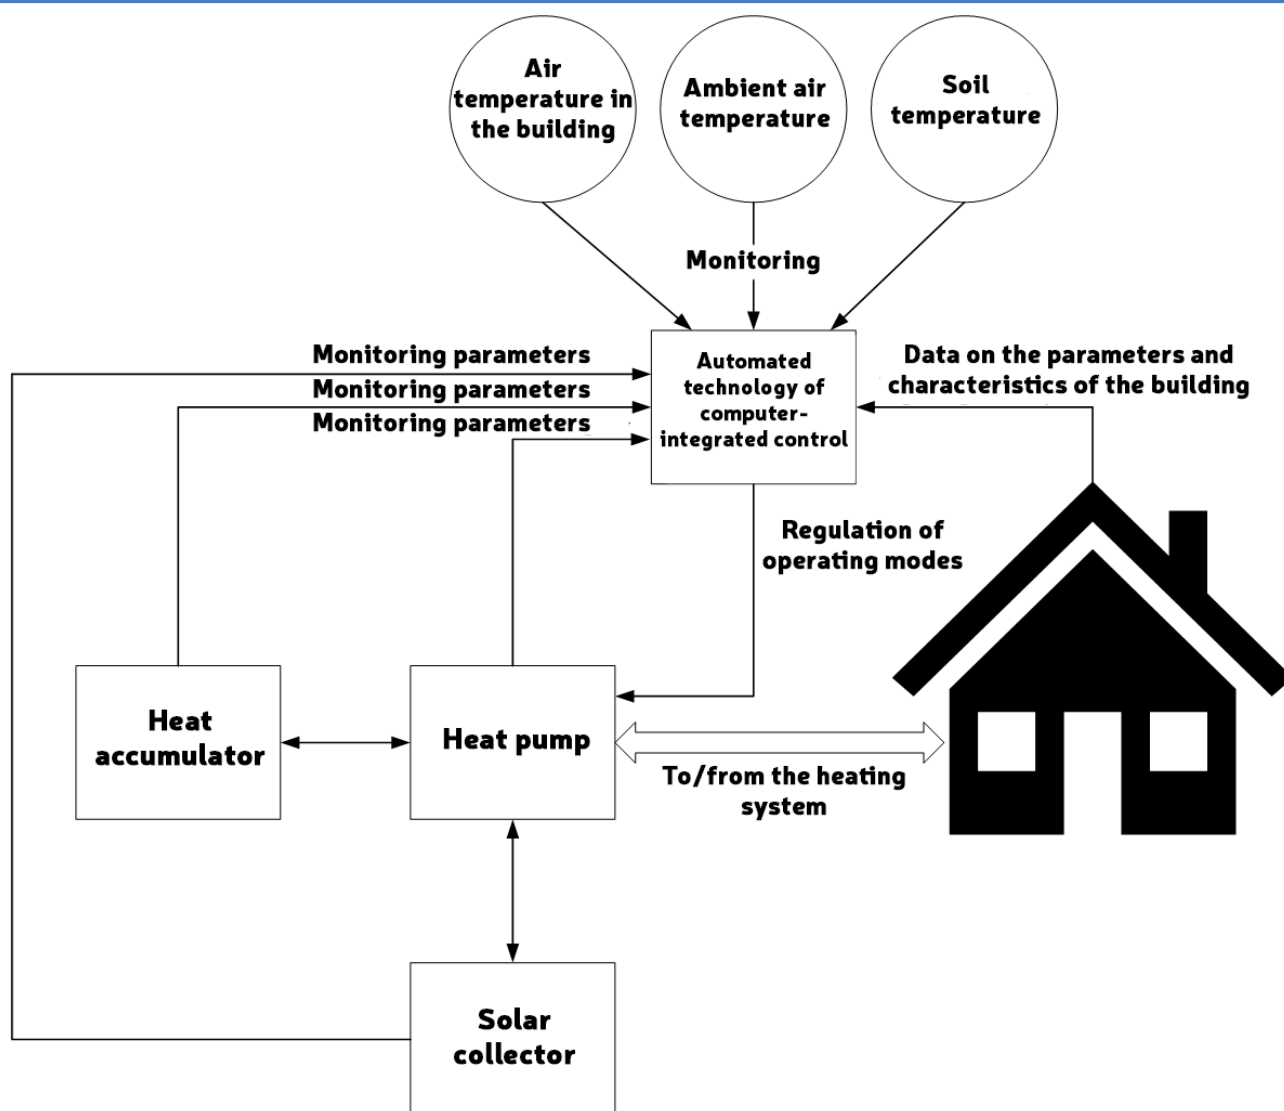 Air
temperature in
the building
Ambient air
temperature
Soil
temperature
Monitoring
Monitoring parameters
Monitoring parameters
Monitoring parameters
Automated
technology of
computer-
integrated control
Data on the parameters and
characteristics of the building
Regulation of
operating modes
Heat
accumulator
Heat pump
To/from the heating
system
Solar
collector